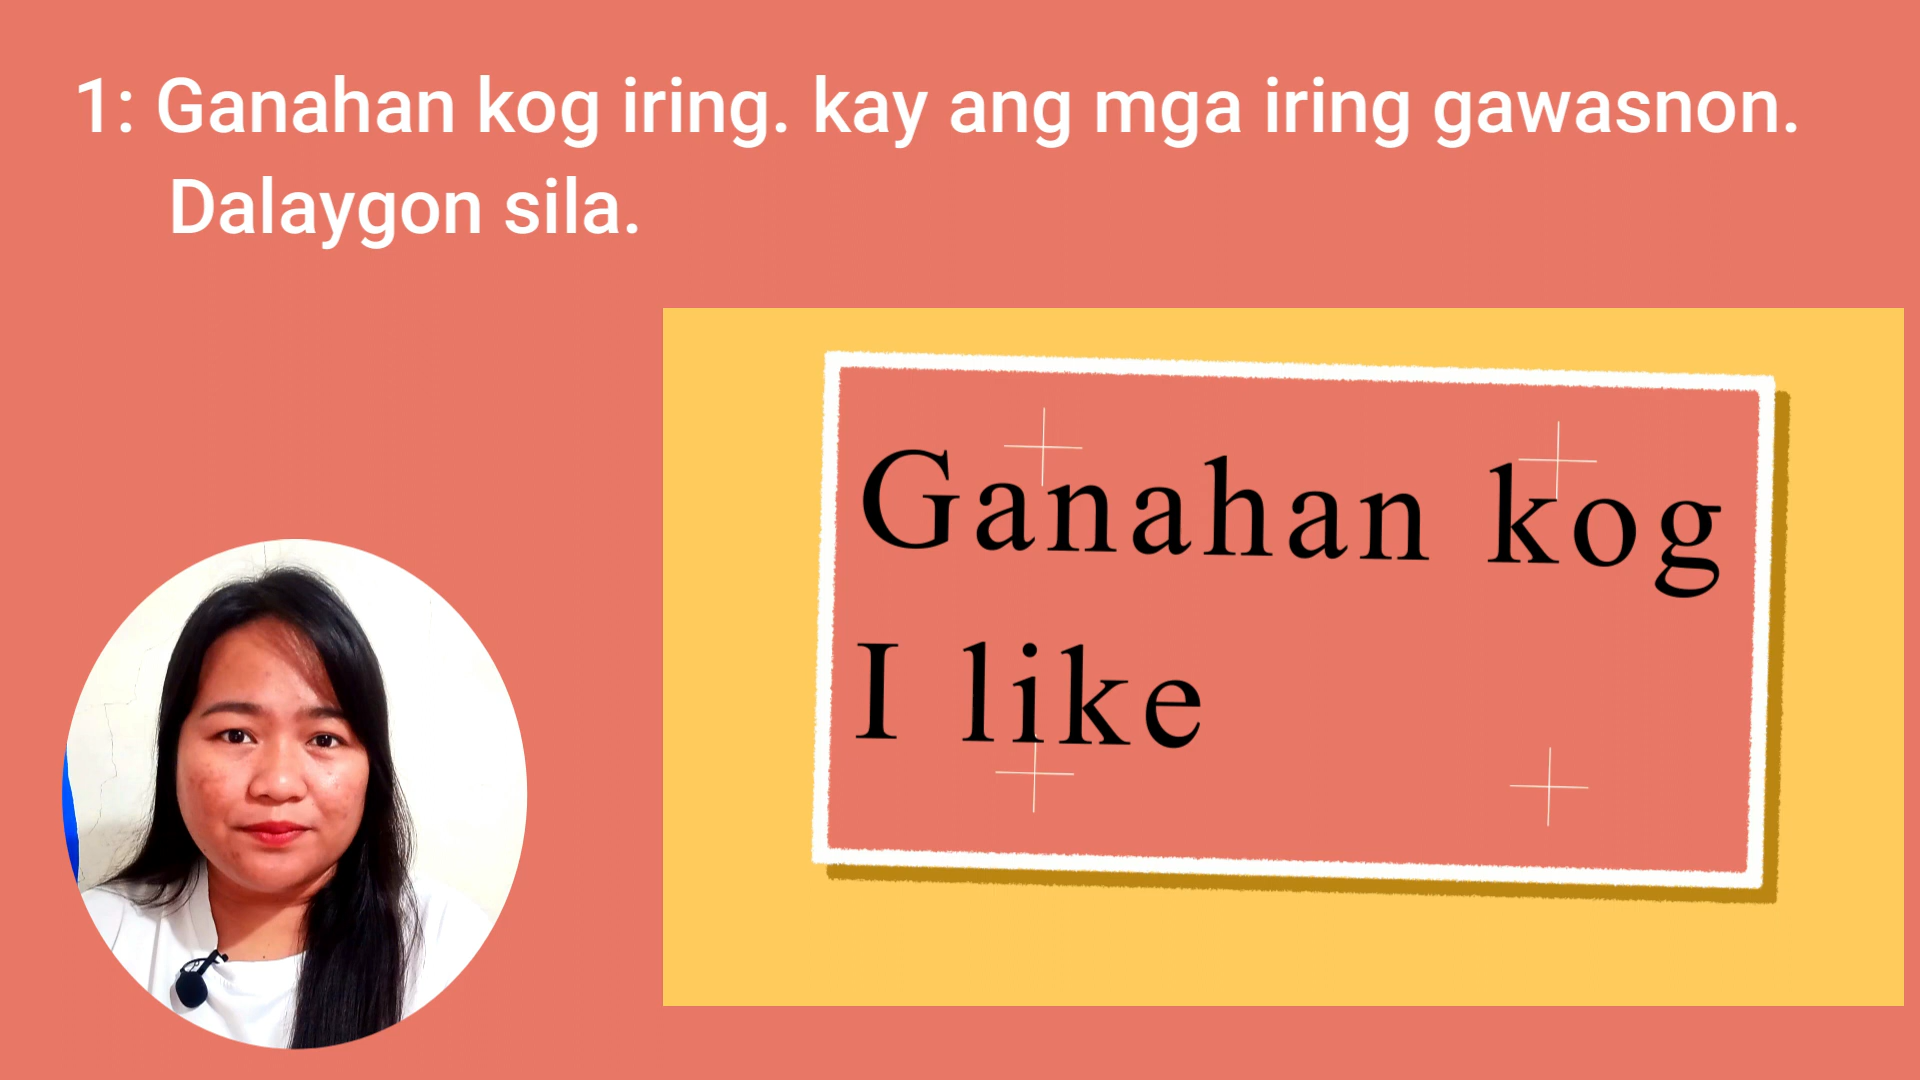 1: Ganahan kog iring. kay ang mga iring gawasnon.
Dalaygon sila.
Ganahan kog
I like